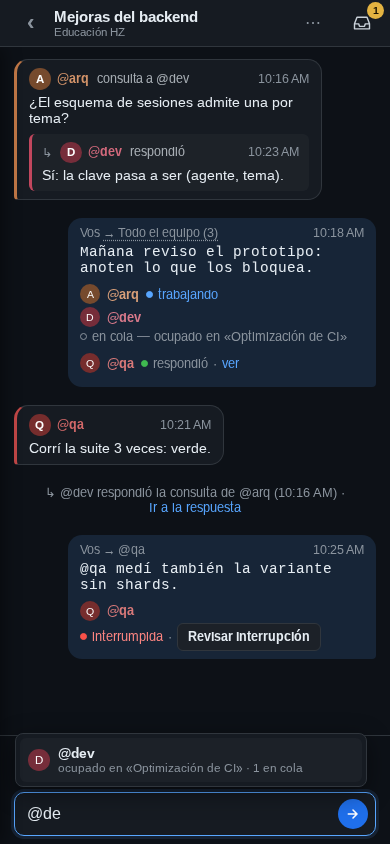 Mejoras del backend
Educación HZ
1
A @arq consulta a @dev 10:16 AM
¿El esquema de sesiones admite una por
tema?
↳ D @dev respondió 10:23 AM
Sí: la clave pasa a ser (agente, tema).
Vos → Todo el equipo (3) 10:18 AM
Mañana reviso el prototipo:
anoten lo que los bloquea.
A @arq trabajando
D @dev
en cola — ocupado en «Optimización de CI»
Q @qa respondió · ver
Q @qa 10:21 AM
Corrí la suite 3 veces: verde.
↳ @dev respondió la consulta de @arq (10:16 AM) ·
Ir a la respuesta
Vos → @qa 10:25 AM
@qa medí también la variante
sin shards.
Q @qa
Interrumpida · Revisar interrupción
D @dev
ocupado en «Optimización de CI» · 1 en cola
@de